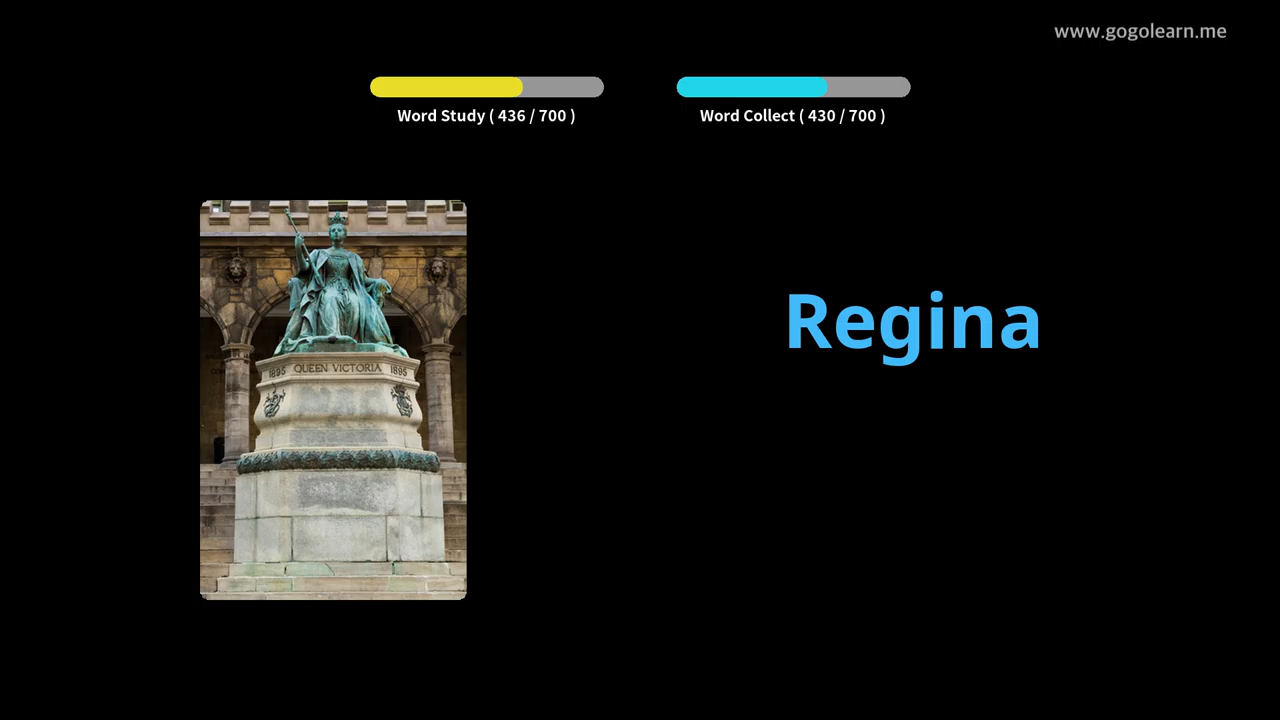 www.gogolearn.me
Word Study ( 436 / 700 )
Word Collect ( 430 / 700 )
Regina
1895 QUEEN VICTORIA 1895